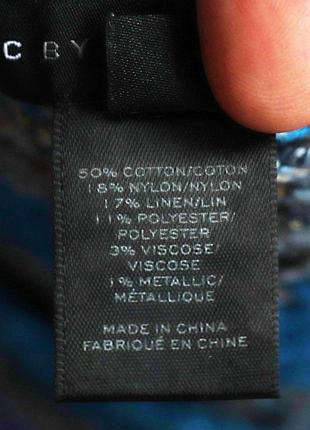 C BY
50% COTTON/COTON
18% NYLON/NYLON
17% LINEN/LIN
11% POLYESTER/
POLYESTER
3% VISCOSE/
VISCOSE
1% METALLIC/
MÉTALLIQUE
MADE IN CHINA
FABRIQUÉ EN CHINE